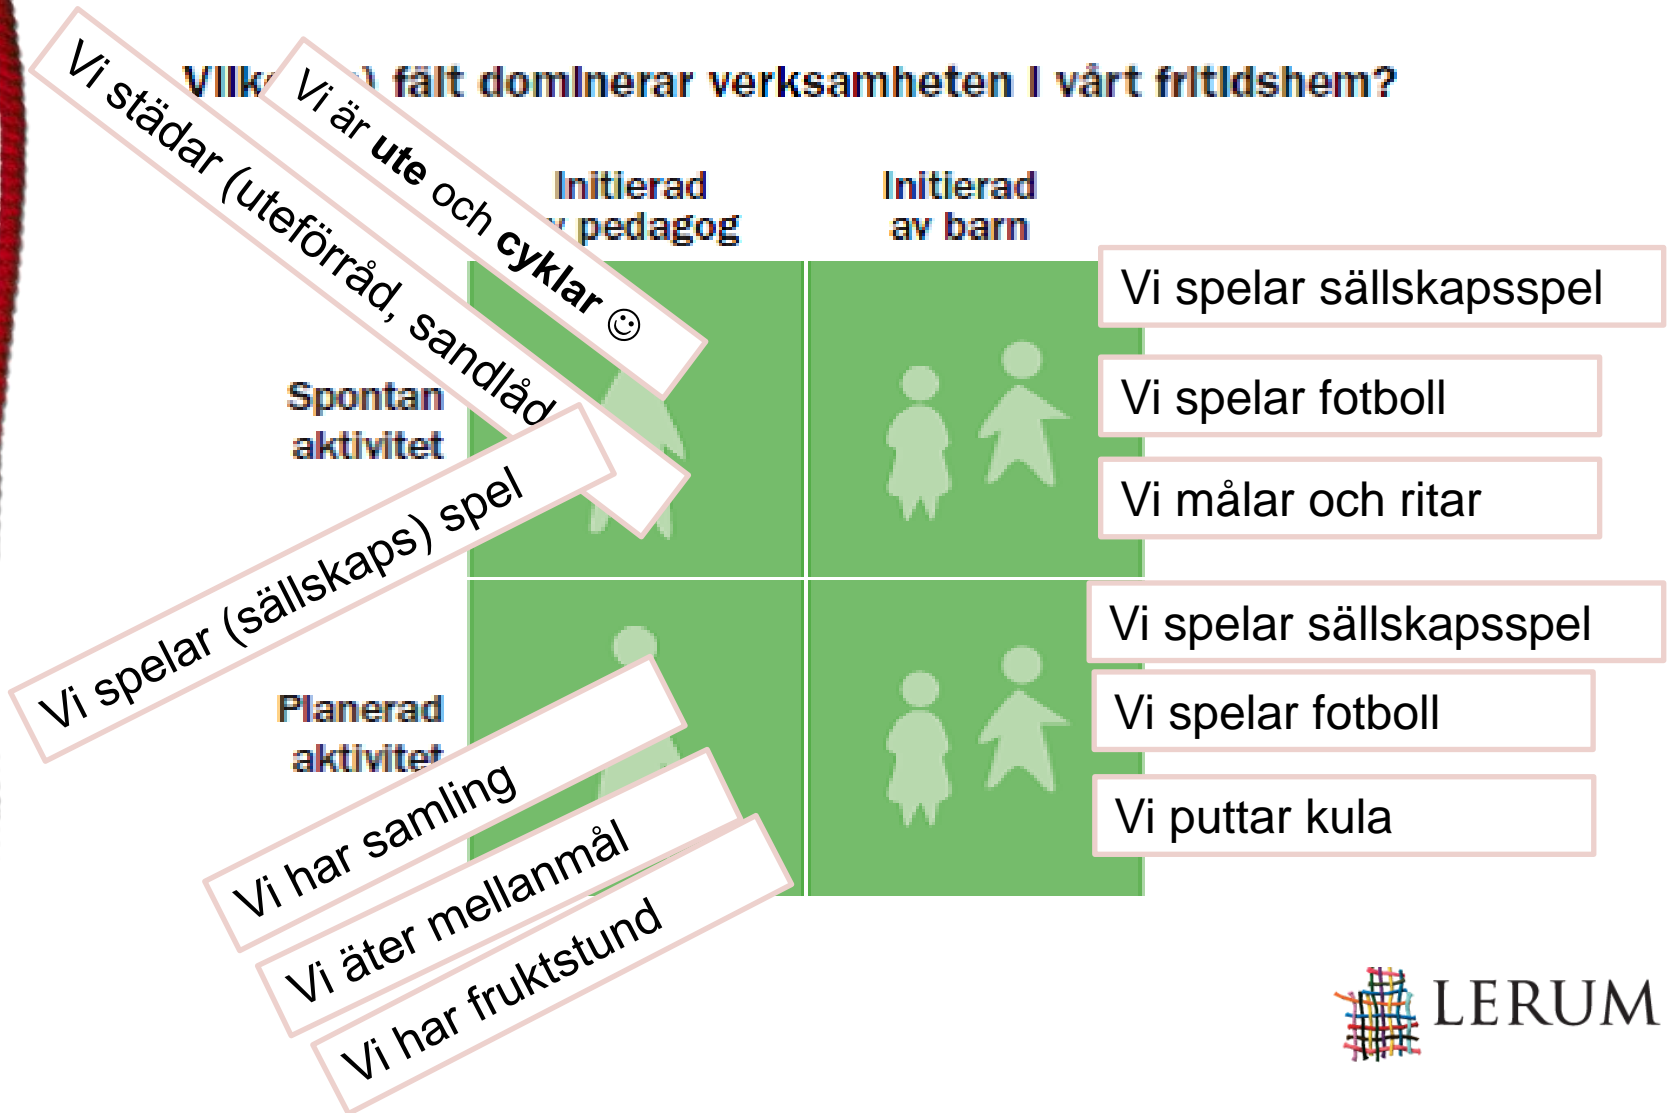 fält dominerar verksamheten i vårt fritidshem?
Vi städar (uteförråd, sandlåd
Vi är ute och cyklar ☺
Initierad
pedagog
Initierad
av barn
Spontan
aktivitet
Vi spelar sällskapsspel
Vi spelar fotboll
Vi målar och ritar
Vi spelar (sällskaps) spel
Planerad
aktivitet
Vi spelar sällskapsspel
Vi spelar fotboll
Vi puttar kula
Vi har samling
Vi äter mellanmål
Vi har fruktstund
LERUM